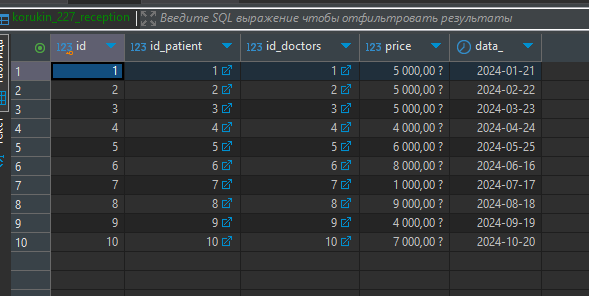 korukin_227_reception Введите SQL выражение чтобы отфильтровать результаты
123 id 123 id_patient 123 id_doctors 123 price data_
1 1 1 1 5 000,00 ? 2024-01-21
2 2 2 2 5 000,00 ? 2024-02-22
3 3 3 3 5 000,00 ? 2024-03-23
4 4 4 4 4 000,00 ? 2024-04-24
5 5 5 5 6 000,00 ? 2024-05-25
6 6 6 6 8 000,00 ? 2024-06-16
7 7 7 7 1 000,00 ? 2024-07-17
8 8 8 8 9 000,00 ? 2024-08-18
9 9 9 9 4 000,00 ? 2024-09-19
10 10 10 10 7 000,00 ? 2024-10-20